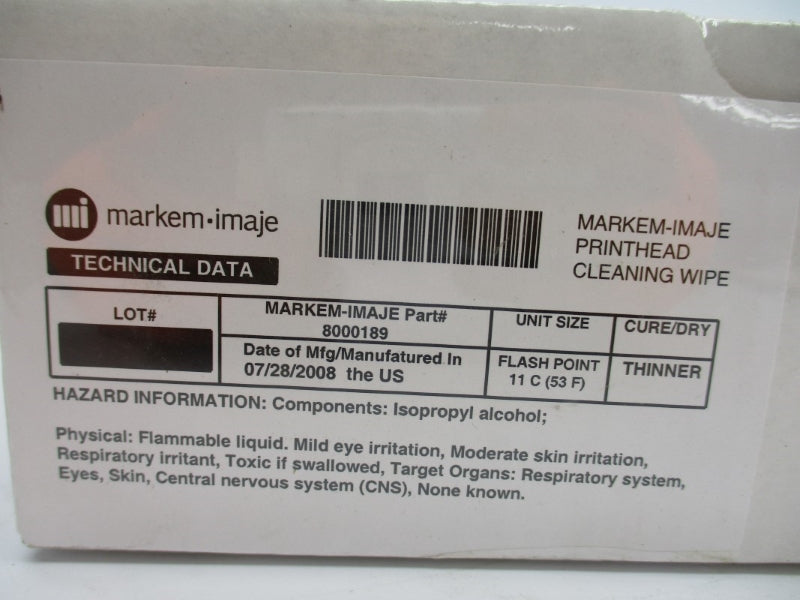 mi markem·imaje
MARKEM-IMAJE
PRINTHEAD
CLEANING WIPE
TECHNICAL DATA
LOT#
MARKEM-IMAJE Part#
8000189
UNIT SIZE
CURE/DRY
Date of Mfg/Manufatured In
07/28/2008 the US
FLASH POINT
11 C (53 F)
THINNER
HAZARD INFORMATION: Components: Isopropyl alcohol;
Physical: Flammable liquid. Mild eye irritation, Moderate skin irritation,
Respiratory irritant, Toxic if swallowed, Target Organs: Respiratory system,
Eyes, Skin, Central nervous system (CNS), None known.